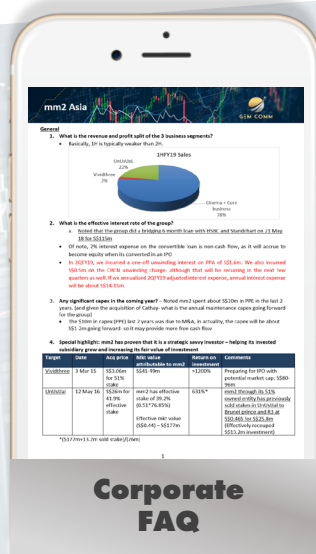 mm2 Asia
GEM COMM
General
1. What is the revenue and profit split of the 3 business segments?
• Basically, 1H is typically weaker than 2H.
1HFY19 Sales
UnUsUal
22%
Vividthree
2%
Cinema + Core
business
76%
2. What is the effective interest rate of the group?
a. Noted that the group did a bridging 6 month loan with HSBC and Standchart on 23 May
18 for S$115m
• Of note, 2% interest expense on the convertible loan is non-cash flow, as it will accrue to
become equity when its converted in an IPO
• In 2QFY19, we incurred a one-off unwinding interest on PPA of S$1.6m. We also incurred
S$0.5m on the unwinding charge, although that will be recurring in the next few
quarters as well. If we annualized 2QFY19 adjusted interest expense, annual interest expense
will be about S$14-15m.
3. Any significant capex in the coming year? – Noted mm2 spent about S$10m in PPE in the last 2
years. (and given the acquisition of Cathay- what is the annual maintenance capex going forward
for the group)
• The $10m in capex (PPE) last 2 years was due to M&A, in actuality, the capex will be about
S$1-2m going forward- so it may provide more free cash flow
4. Special highlight: mm2 has proven that it is a strategic savvy investor – helping its invested
subsidiary grow and increasing its fair value of investment
Target Date Acq price Mkt value Return on Comments
attributable to mm2 investment
Vividthree 3 Mar 15 S$3.06m S$41-49m >1200% Preparing for IPO with
for 51% potential market cap: S$80-
stake 96m
UnUsUal 12 May 16 S$26m for mm2 has effective 631%* mm2 through its 51%
41.9% stake of 39.2% owned entity has previously
effective (0.51*76.85%) sold stakes in UnUsUal to
stake Brunei prince and R3 at
Effective mkt value S$0.465 for S$25.8m
(S$0.44) – S$177m (Effectively recouped
S$13.2m investment)
*(S$177m+13.2m sold stake)/(26m)
1
Corporate
FAQ